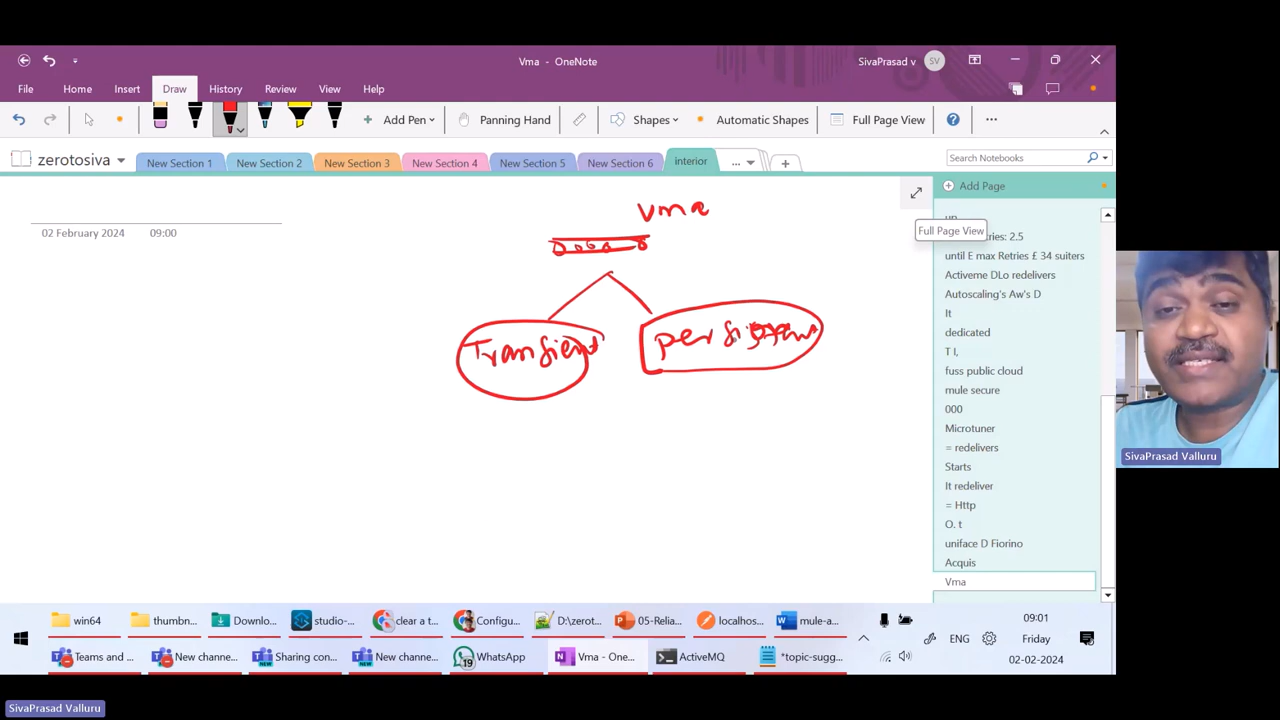 Vma - OneNote
SivaPrasad v
SV
File
Home
Insert
Draw
History
Review
View
Help
Add Pen
Panning Hand
Shapes
Automatic Shapes
Full Page View
zerotosiva
New Section 1
New Section 2
New Section 3
New Section 4
New Section 5
New Section 6
interior
...
Search Notebooks
Add Page
Full Page View
02 February 2024
09:00
vma
Transient
persistent
ries: 2.5
until E max Retries £ 34 suiters
Activeme DLo redelivers
Autoscaling's Aw's D
It
dedicated
T l,
fuss public cloud
mule secure
000
Microtuner
= redelivers
Starts
It redeliver
= Http
O. t
uniface D Fiorino
Acquis
Vma
SivaPrasad Valluru
win64
thumbn...
Downlo...
studio-...
clear a t...
Configu...
D:\zerot...
05-Relia...
localhos...
mule-a...
09:01
Friday
02-02-2024
ENG
Teams and ...
New channe...
Sharing con...
New channe...
19
WhatsApp
Vma - One...
ActiveMQ
*topic-sugg...
SivaPrasad Valluru